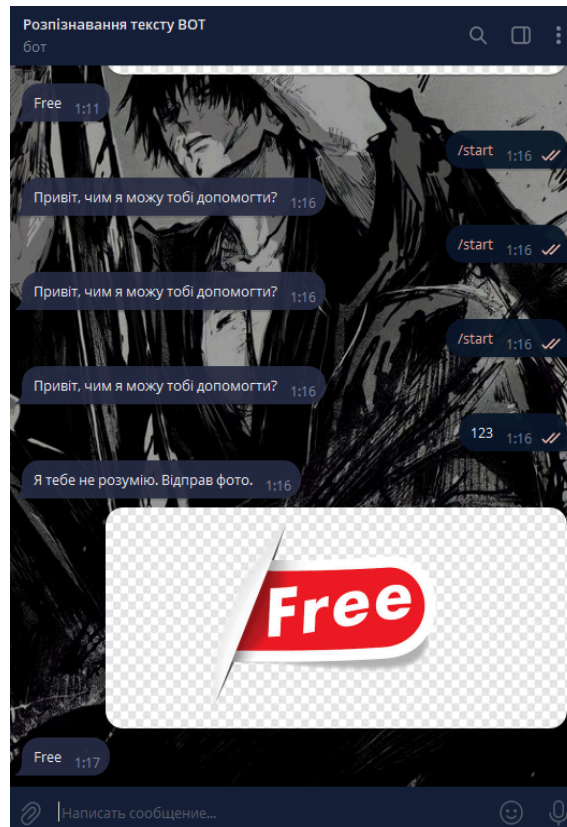 Розпізнавання тексту BOT
бот
Free 1:11
/start 1:16
Привіт, чим я можу тобі допомогти? 1:16
/start 1:16
Привіт, чим я можу тобі допомогти? 1:16
/start 1:16
Привіт, чим я можу тобі допомогти? 1:16
123 1:16
Я тебе не розумію. Відправ фото. 1:16
Free
Free 1:17
Написать сообщение...